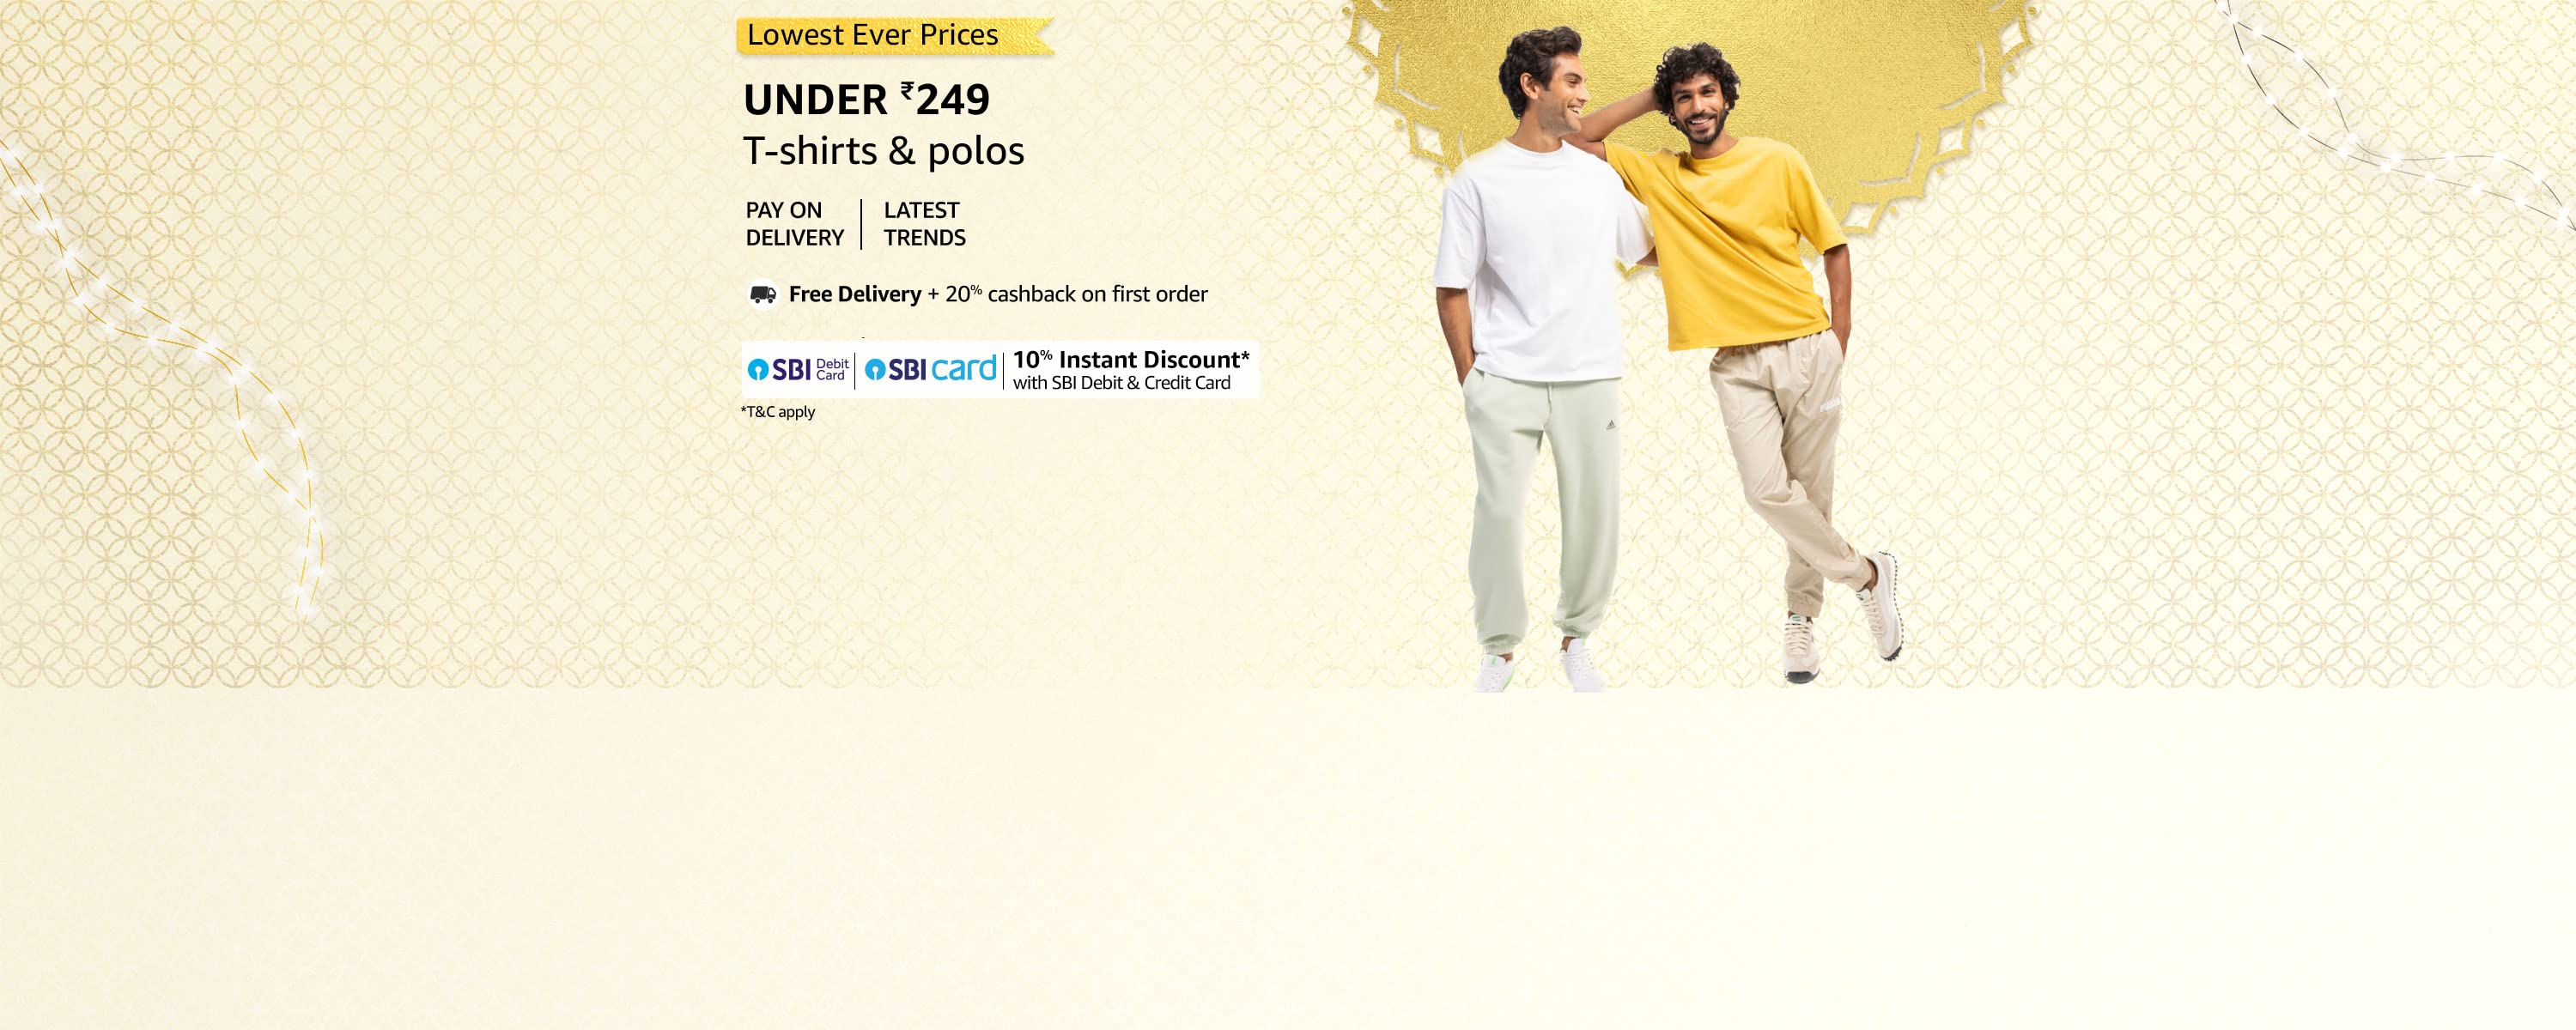 Lowest Ever Prices
UNDER ₹249
T-shirts & polos
PAY ON
DELIVERY
LATEST
TRENDS
Free Delivery + 20% cashback on first order
SBI Debit Card
SBI card
10% Instant Discount*
with SBI Debit & Credit Card
*T&C apply